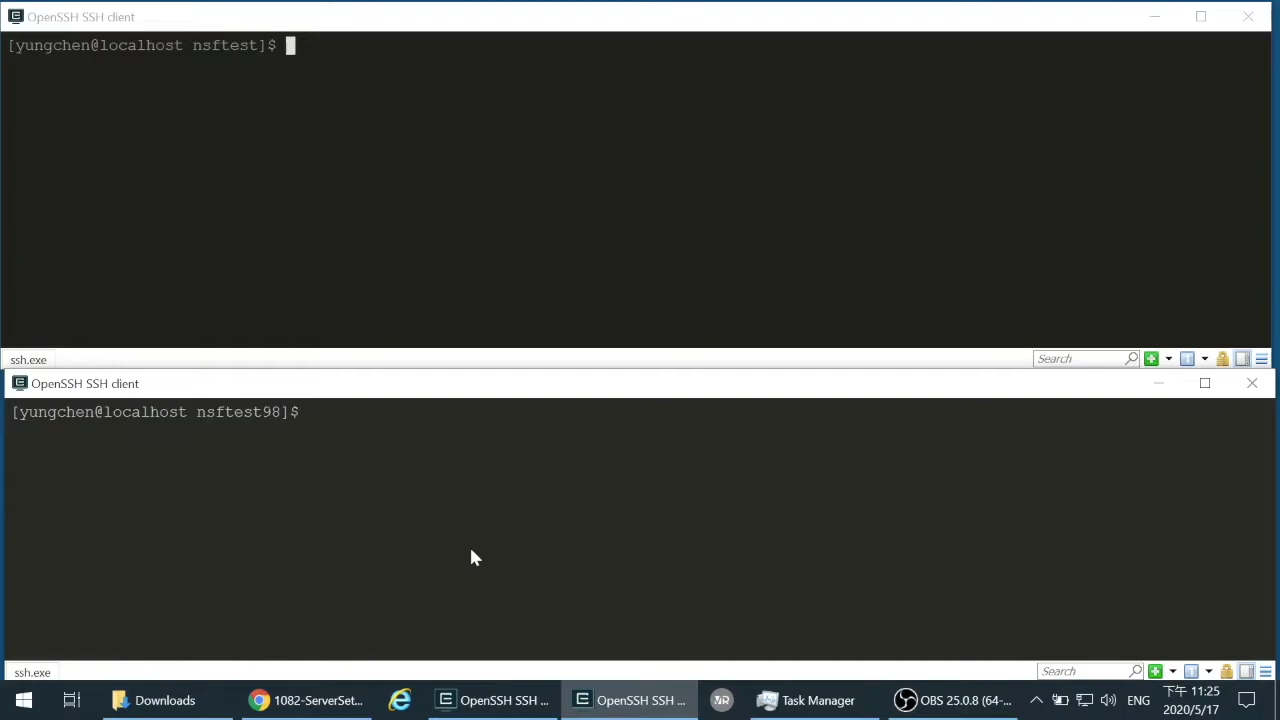 OpenSSH SSH client
[yungchen@localhost nsftest]$
ssh.exe
Search
OpenSSH SSH client
[yungchen@localhost nsftest98]$
ssh.exe
Search
Downloads
1082-ServerSet...
OpenSSH SSH ...
OpenSSH SSH ...
VR
Task Manager
OBS 25.0.8 (64-...
ENG
下午 11:25
2020/5/17